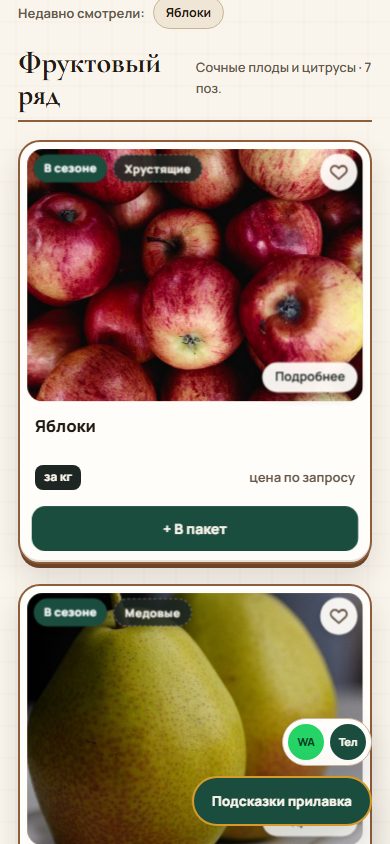 Недавно смотрели: Яблоки
Фруктовый
ряд
Сочные плоды и цитрусы · 7
поз.
В сезоне
Хрустящие
Подробнее
Яблоки
за кг
цена по запросу
+ В пакет
В сезоне
Медовые
WA
Тел
Подсказки прилавка